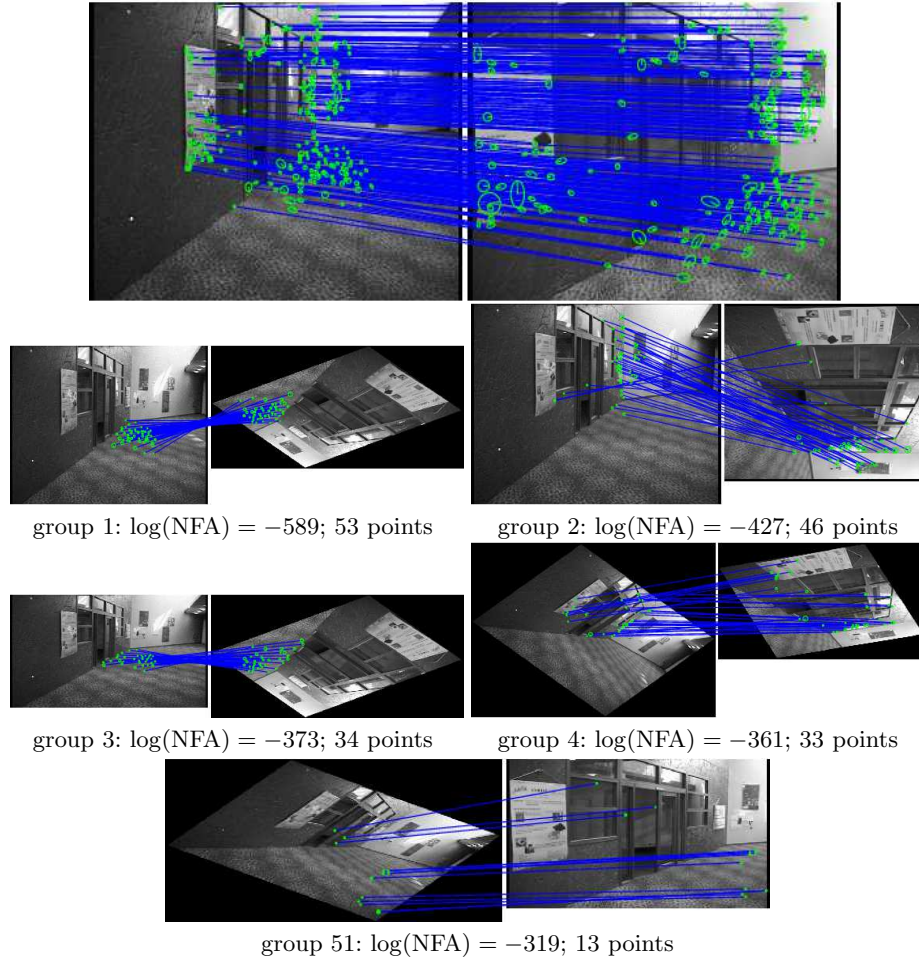 group 1: log(NFA) = −589; 53 points
group 2: log(NFA) = −427; 46 points
group 3: log(NFA) = −373; 34 points
group 4: log(NFA) = −361; 33 points
group 51: log(NFA) = −319; 13 points